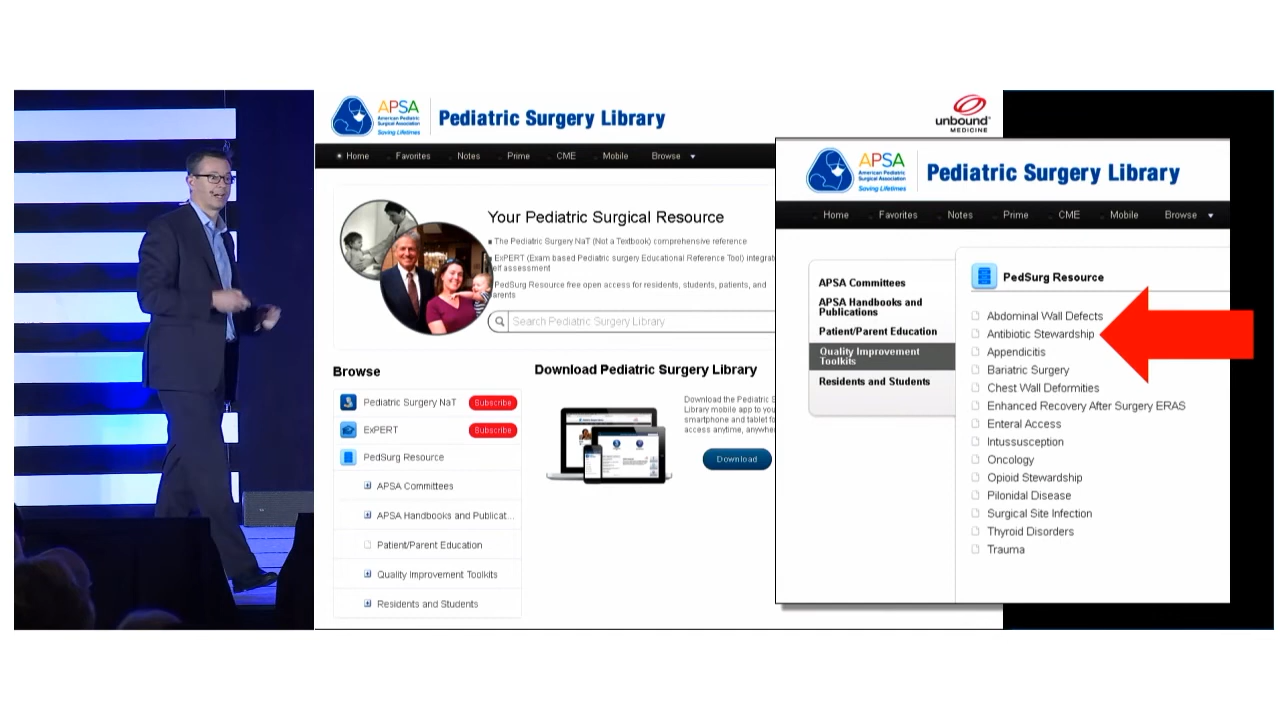 APSA
American Pediatric
Surgical Association
Saving Lifetimes
Pediatric Surgery Library
unbound
MEDICINE
Home Favorites Notes Prime CME Mobile Browse
Your Pediatric Surgical Resource
The Pediatric Surgery NaT (Not a Textbook) comprehensive reference
ExPERT (Exam based Pediatric surgery Educational Reference Tool) integrat
elf assessment
PedSurg Resource free open access for residents, students, patients, and
arents
Search Pediatric Surgery Library
Browse
Pediatric Surgery NaT Subscribe
ExPERT Subscribe
PedSurg Resource
APSA Committees
APSA Handbooks and Publicat...
Patient/Parent Education
Quality Improvement Toolkits
Residents and Students
Download Pediatric Surgery Library
Download the Pediatric S
Library mobile app to you
smartphone and tablet fo
access anytime, anywhe
Download
APSA
American Pediatric
Surgical Association
Saving Lifetimes
Pediatric Surgery Library
Home Favorites Notes Prime CME Mobile Browse
APSA Committees
APSA Handbooks and
Publications
Patient/Parent Education
Quality Improvement
Toolkits
Residents and Students
PedSurg Resource
Abdominal Wall Defects
Antibiotic Stewardship
Appendicitis
Bariatric Surgery
Chest Wall Deformities
Enhanced Recovery After Surgery ERAS
Enteral Access
Intussusception
Oncology
Opioid Stewardship
Pilonidal Disease
Surgical Site Infection
Thyroid Disorders
Trauma